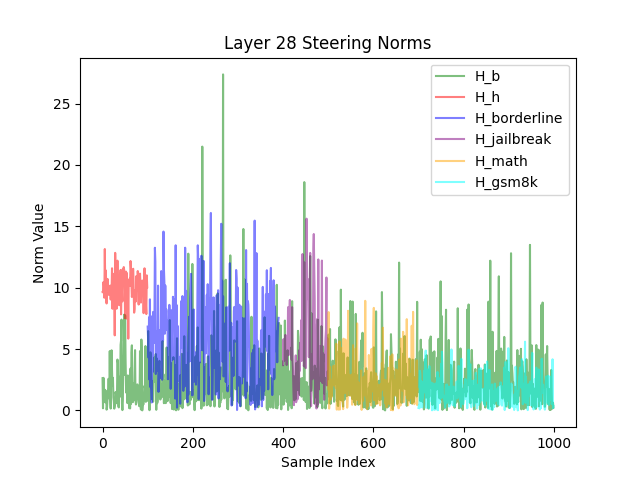 Layer 28 Steering Norms
H_b
H_h
H_borderline
H_jailbreak
H_math
H_gsm8k
25
20
15
10
5
0
Norm Value
0 200 400 600 800 1000
Sample Index